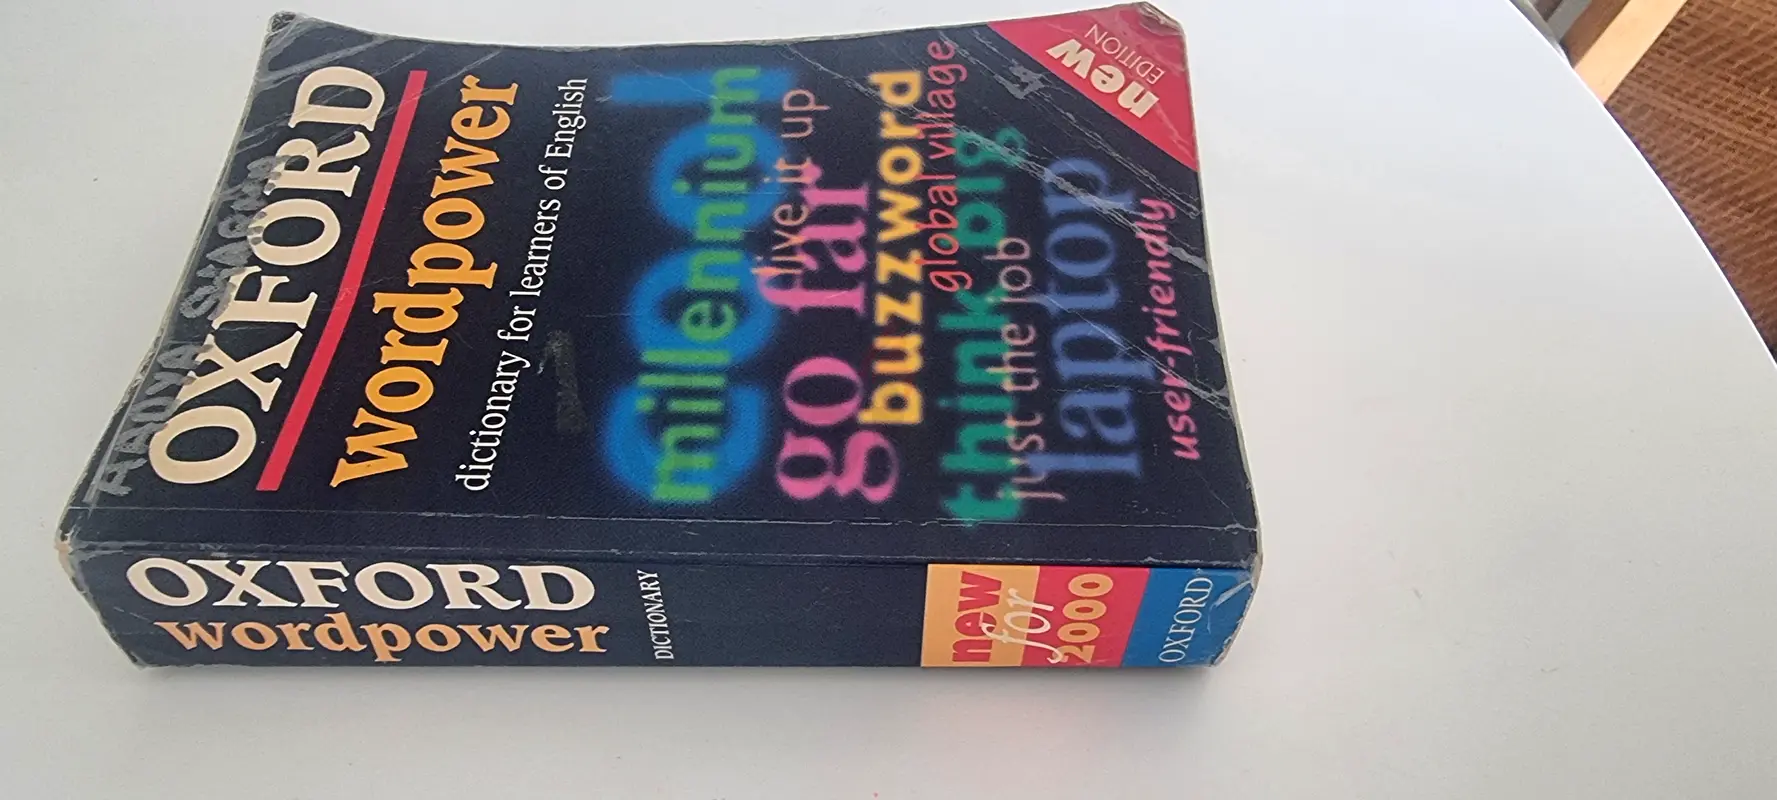 OXFORD
wordpower
dictionary for learners of English
millennium
live it up
go far
buzzword
global village
think big
just the job
laptop
user-friendly
new
EDITION
OXFORD
wordpower
DICTIONARY
new
for
2000
OXFORD